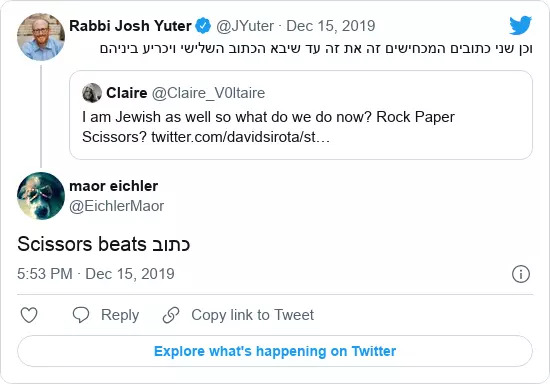 Rabbi Josh Yuter @JYuter · Dec 15, 2019
וכן שני כתובים המכחישים זה את זה עד שיבא הכתוב השלישי ויכריע ביניהם
Claire @Claire_V0ltaire
I am Jewish as well so what do we do now? Rock Paper
Scissors? twitter.com/davidsirota/st…
maor eichler
@EichlerMaor
Scissors beats כתוב
5:53 PM · Dec 15, 2019
Reply Copy link to Tweet
Explore what's happening on Twitter